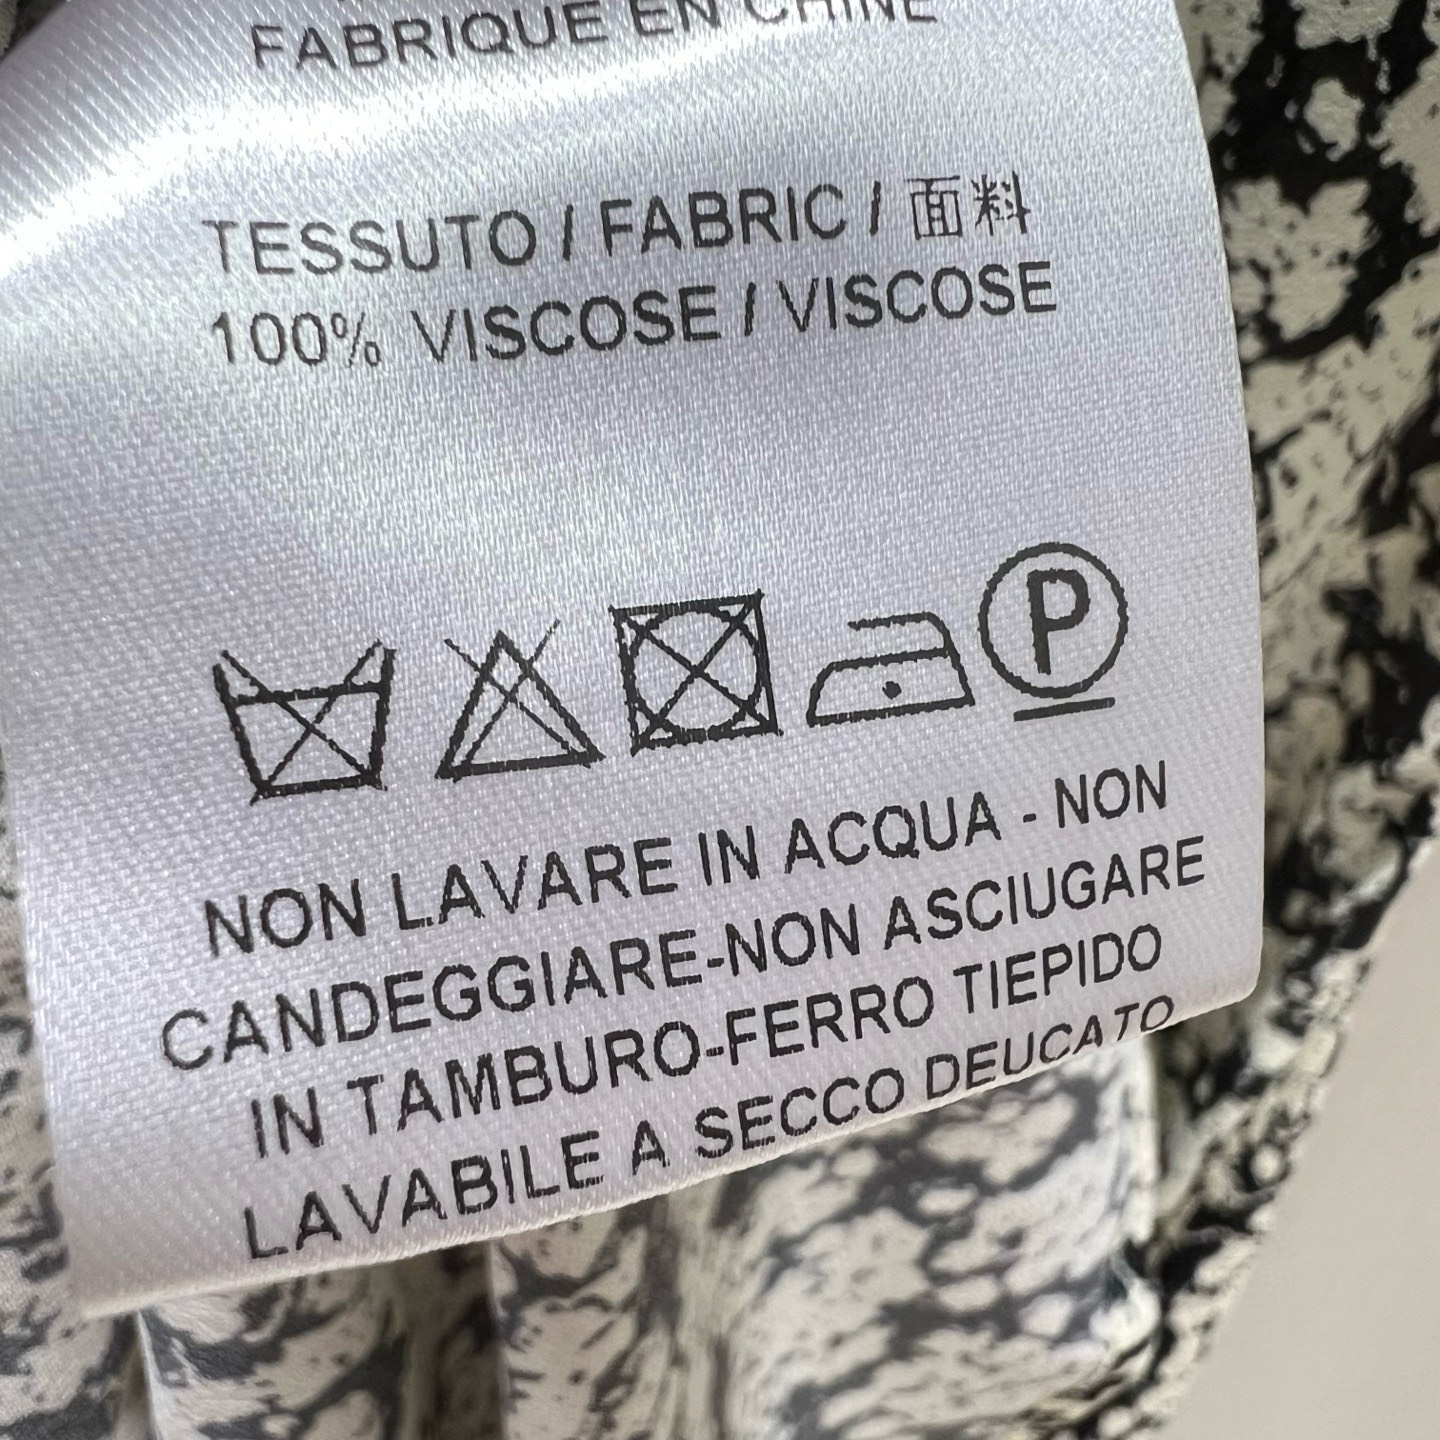 FABRIQUE EN CHINE
TESSUTO / FABRIC / 面料
100% VISCOSE / VISCOSE
P
NON LAVARE IN ACQUA - NON
CANDEGGIARE-NON ASCIUGARE
IN TAMBURO-FERRO TIEPIDO
LAVABILE A SECCO DEUCATO